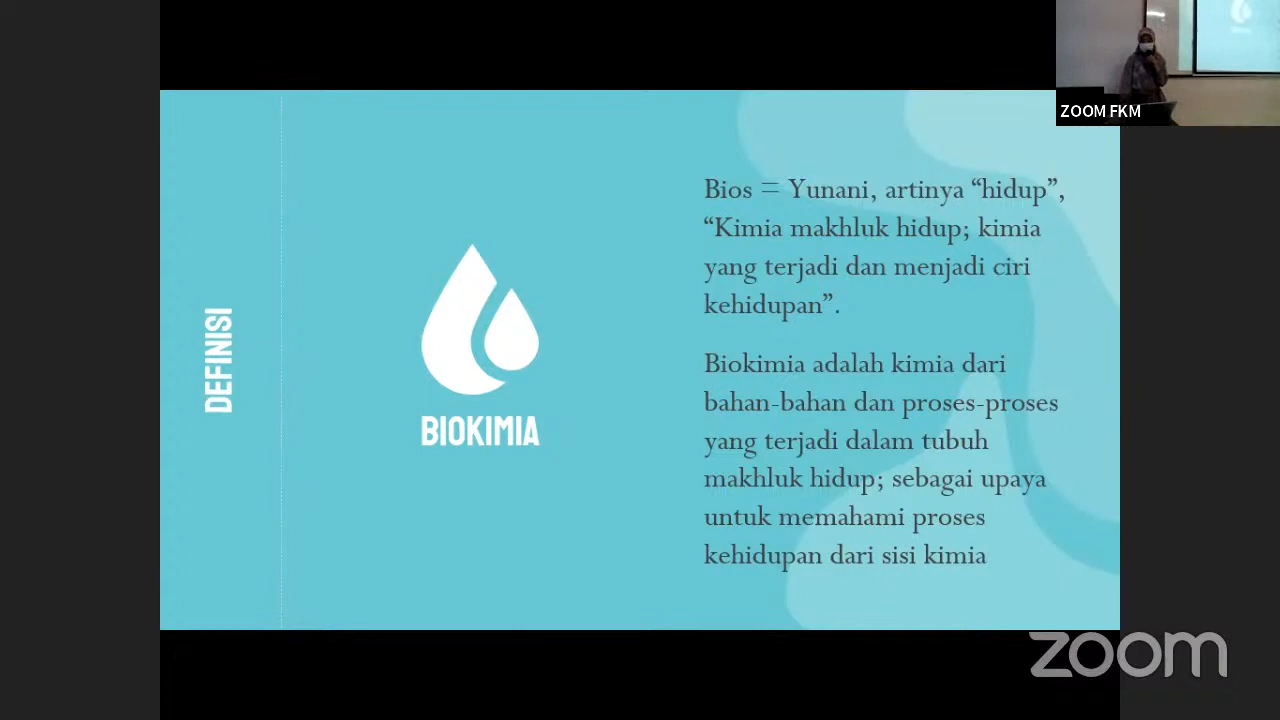 ZOOM FKM
DEFINISI
BIOKIMIA
Bios = Yunani, artinya “hidup”,
“Kimia makhluk hidup; kimia
yang terjadi dan menjadi ciri
kehidupan”.
Biokimia adalah kimia dari
bahan-bahan dan proses-proses
yang terjadi dalam tubuh
makhluk hidup; sebagai upaya
untuk memahami proses
kehidupan dari sisi kimia
zoom